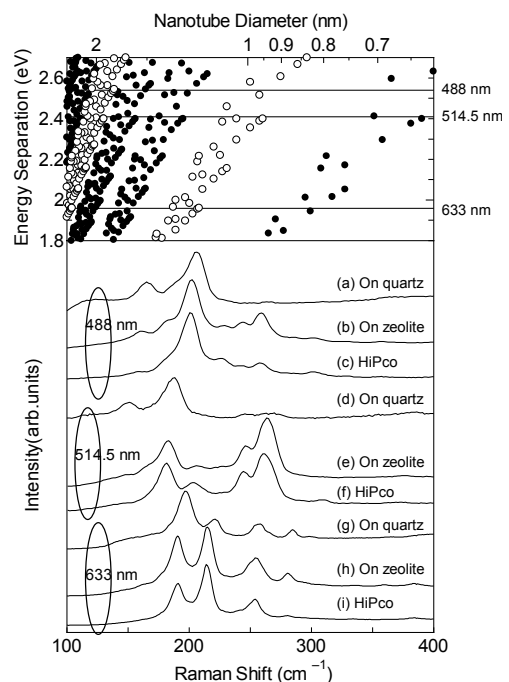 Nanotube Diameter (nm)
2 1 0.9 0.8 0.7
Energy Separation (eV)
2.6
2.4
2.2
2
1.8
488 nm
514.5 nm
633 nm
Intensity(arb.units)
(a) On quartz
488 nm
(b) On zeolite
(c) HiPco
(d) On quartz
514.5 nm
(e) On zeolite
(f) HiPco
(g) On quartz
633 nm
(h) On zeolite
(i) HiPco
100 200 300 400
Raman Shift (cm⁻¹)